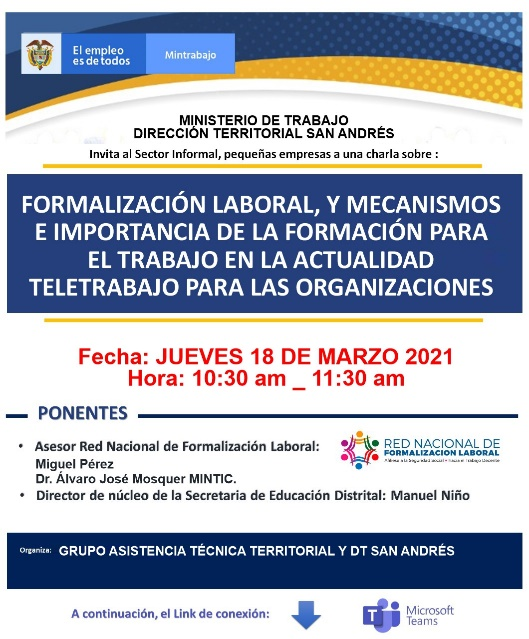 El empleo
es de todos
Mintrabajo
MINISTERIO DE TRABAJO
DIRECCIÓN TERRITORIAL SAN ANDRÉS
Invita al Sector Informal, pequeñas empresas a una charla sobre :
FORMALIZACIÓN LABORAL, Y MECANISMOS
E IMPORTANCIA DE LA FORMACIÓN PARA
EL TRABAJO EN LA ACTUALIDAD
TELETRABAJO PARA LAS ORGANIZACIONES
Fecha: JUEVES 18 DE MARZO 2021
Hora: 10:30 am _ 11:30 am
PONENTES
• Asesor Red Nacional de Formalización Laboral:
Miguel Pérez
Dr. Álvaro José Mosquer MINTIC.
• Director de núcleo de la Secretaria de Educación Distrital: Manuel Niño
RED NACIONAL DE
FORMALIZACIÓN LABORAL
Organiza: GRUPO ASISTENCIA TÉCNICA TERRITORIAL Y DT SAN ANDRÉS
A continuación, el Link de conexión:
Microsoft
Teams